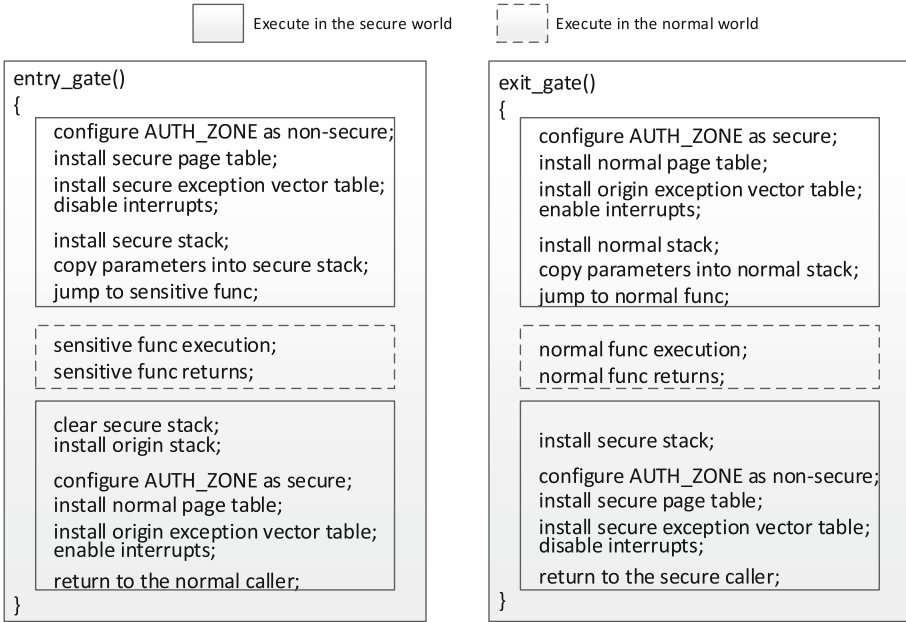 Execute in the secure world
Execute in the normal world
entry_gate()
{
configure AUTH_ZONE as non-secure;
install secure page table;
install secure exception vector table;
disable interrupts;
install secure stack;
copy parameters into secure stack;
jump to sensitive func;
sensitive func execution;
sensitive func returns;
clear secure stack;
install origin stack;
configure AUTH_ZONE as secure;
install normal page table;
install origin exception vector table;
enable interrupts;
return to the normal caller;
}
exit_gate()
{
configure AUTH_ZONE as secure;
install normal page table;
install origin exception vector table;
enable interrupts;
install normal stack;
copy parameters into normal stack;
jump to normal func;
normal func execution;
normal func returns;
install secure stack;
configure AUTH_ZONE as non-secure;
install secure page table;
install secure exception vector table;
disable interrupts;
return to the secure caller;
}